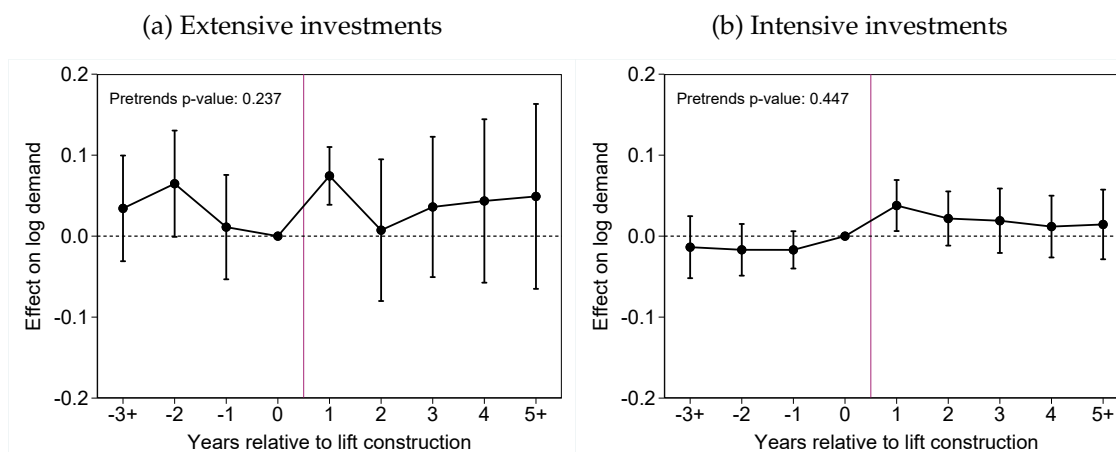 (a) Extensive investments
(b) Intensive investments
Pretrends p-value: 0.237
Effect on log demand
0.2
0.1
0.0
-0.1
-0.2
-3+ -2 -1 0 1 2 3 4 5+
Years relative to lift construction
Pretrends p-value: 0.447
Effect on log demand
0.2
0.1
0.0
-0.1
-0.2
-3+ -2 -1 0 1 2 3 4 5+
Years relative to lift construction